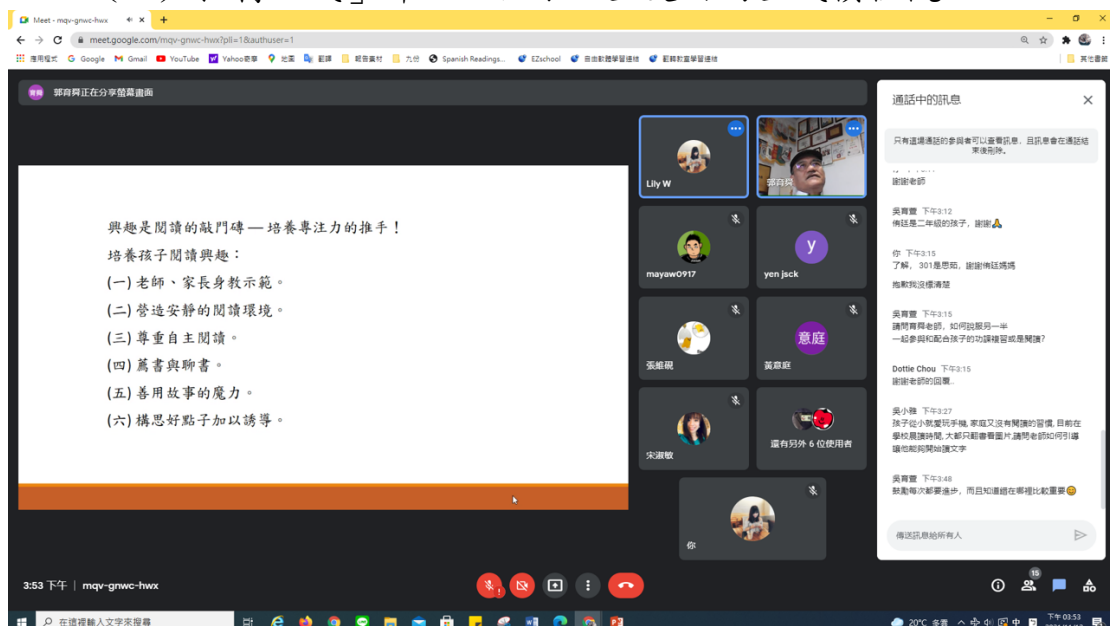 Meet - mqv-gnwc-hwx
meet.google.com/mqv-gnwc-hwx?pli=1&authuser=1
應用程式 Google Gmail YouTube Yahoo奇摩 地圖 翻譯 報告素材 九份 Spanish Readings... EZschool
其他書籤
郭育舜正在分享螢幕畫面
興趣是閱讀的敲門磚—培養專注力的推手！
培養孩子閱讀興趣：
(一)老師、家長身教示範。
(二)營造安靜的閱讀環境。
(三)尊重自主閱讀。
(四)薦書與聊書。
(五)善用故事的魔力。
(六)構思好點子加以誘導。
Lily W
mayaw0917
y
yen jsck
意庭
黃意庭
宋淑敏
還有另外 6 位使用者
你
通話中的訊息
只有這場通話的參與者可以查看訊息，且訊息會在通話結
束後刪除。
謝謝老師
吳育萱 下午3:12
侑廷是二年級的孩子，謝謝🙏
你 下午3:15
了解，301是思茹，謝謝侑廷媽媽
抱歉我沒標清楚
吳育萱 下午3:15
請問育舜老師，如何說服另一半
一起參與和配合孩子的功課複習或是閱讀?
Dottie Chou 下午3:15
謝謝老師的回覆..
吳小雅 下午3:27
孩子從小就愛玩手機,家庭又沒有閱讀的習慣,目前在
學校晨讀時間,大都只翻書看圖片,請問老師如何引導
讓他能夠開始讀文字
吳育萱 下午3:48
鼓勵每次都要進步，而且知道錯在哪裡比較重要😊
傳送訊息給所有人
3:53 下午 | mqv-gnwc-hwx
15
在這裡輸入文字來搜尋
20°C 多雲
中
下午 03:53